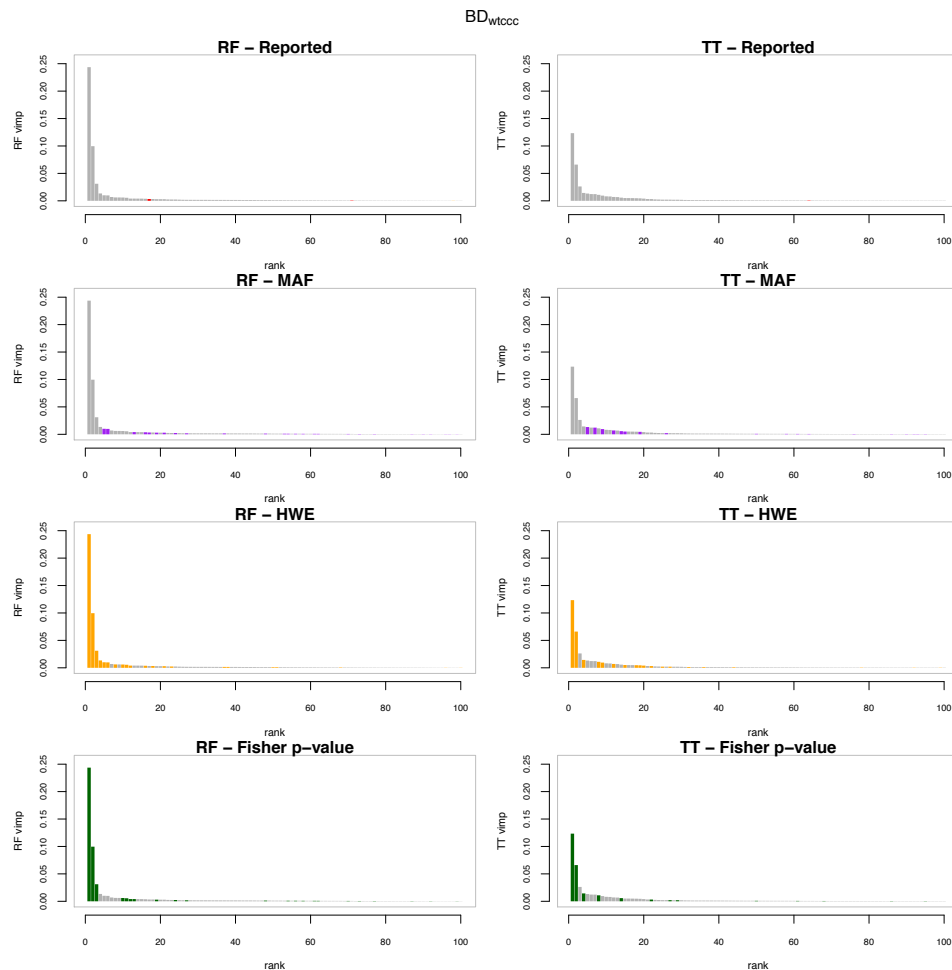 BDwtccc
RF − Reported
RF vimp
0.00 0.05 0.10 0.15 0.20 0.25
0 20 40 60 80 100
rank
TT − Reported
TT vimp
0.00 0.05 0.10 0.15 0.20 0.25
0 20 40 60 80 100
rank
RF − MAF
RF vimp
0.00 0.05 0.10 0.15 0.20 0.25
0 20 40 60 80 100
rank
TT − MAF
TT vimp
0.00 0.05 0.10 0.15 0.20 0.25
0 20 40 60 80 100
rank
RF − HWE
RF vimp
0.00 0.05 0.10 0.15 0.20 0.25
0 20 40 60 80 100
rank
TT − HWE
TT vimp
0.00 0.05 0.10 0.15 0.20 0.25
0 20 40 60 80 100
rank
RF − Fisher p−value
RF vimp
0.00 0.05 0.10 0.15 0.20 0.25
0 20 40 60 80 100
rank
TT − Fisher p−value
TT vimp
0.00 0.05 0.10 0.15 0.20 0.25
0 20 40 60 80 100
rank